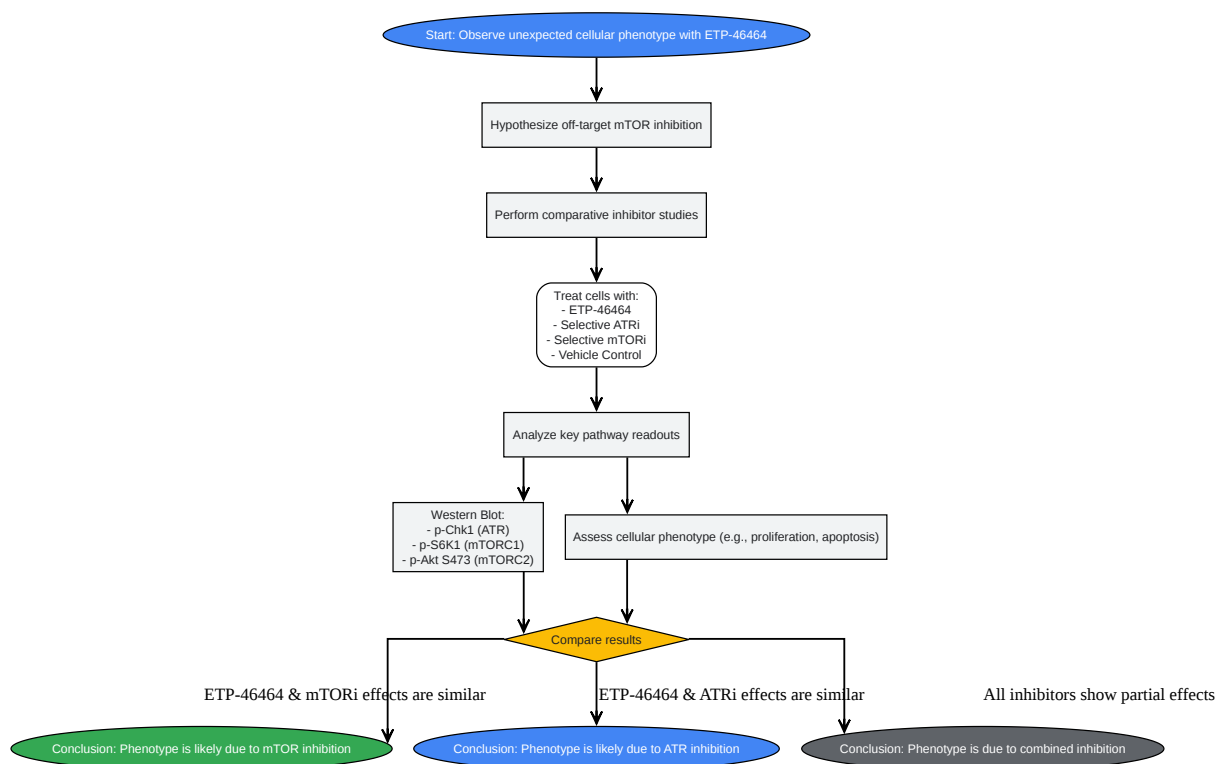 Start: Observe unexpected cellular phenotype with ETP-46464
Hypothesize off-target mTOR inhibition
Perform comparative inhibitor studies
Treat cells with:
- ETP-46464
- Selective ATRi
- Selective mTORi
- Vehicle Control
Analyze key pathway readouts
Western Blot:
- p-Chk1 (ATR)
- p-S6K1 (mTORC1)
- p-Akt S473 (mTORC2)
Assess cellular phenotype (e.g., proliferation, apoptosis)
Compare results
ETP-46464 & mTORi effects are similar
ETP-46464 & ATRi effects are similar
All inhibitors show partial effects
Conclusion: Phenotype is likely due to mTOR inhibition
Conclusion: Phenotype is likely due to ATR inhibition
Conclusion: Phenotype is due to combined inhibition